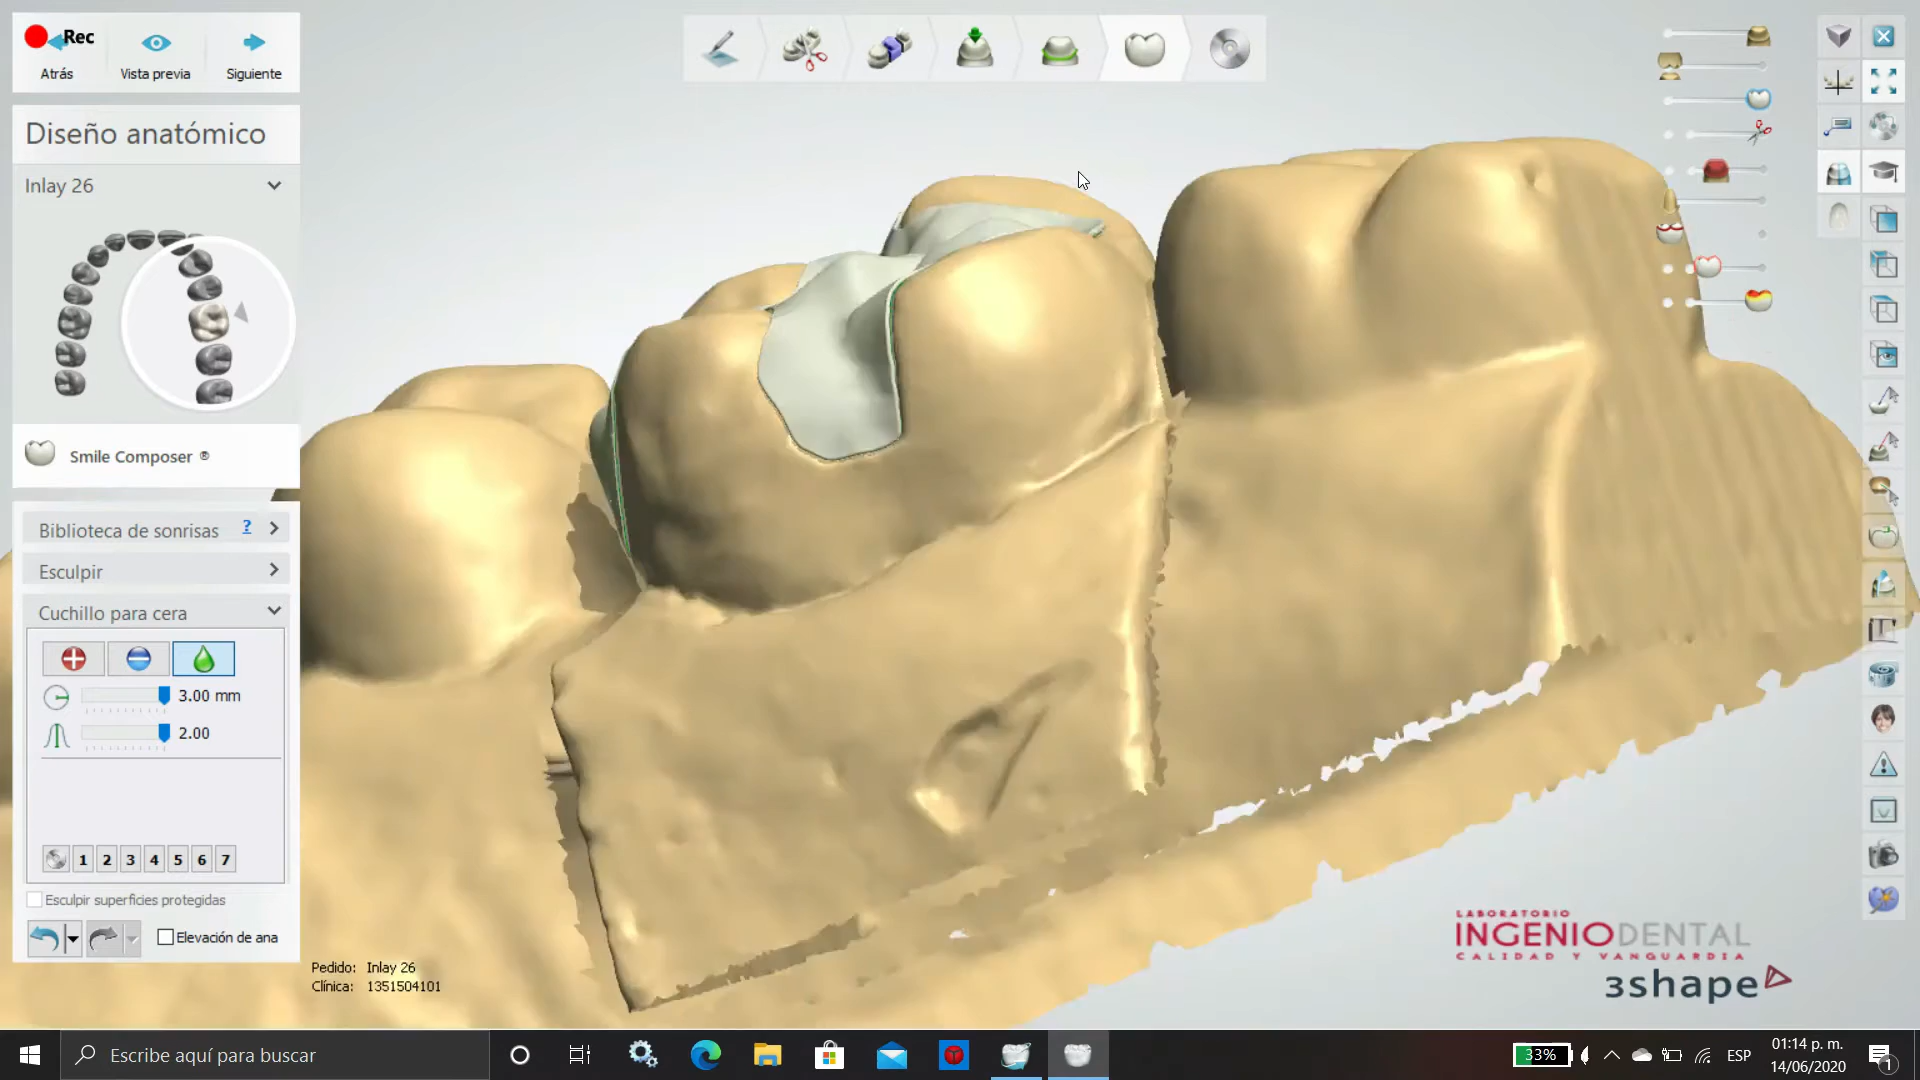 Rec
Atrás
Vista previa
Siguiente
Diseño anatómico
Inlay 26
Smile Composer ®
Biblioteca de sonrisas ?
Esculpir
Cuchillo para cera
3.00 mm
2.00
1 2 3 4 5 6 7
Esculpir superficies protegidas
Elevación de ana
Pedido: Inlay 26
Clínica: 1351504101
LABORATORIO
INGENIODENTAL
CALIDAD Y VANGUARDIA
3shape
Escribe aquí para buscar
33%
ESP
01:14 p. m.
14/06/2020
1